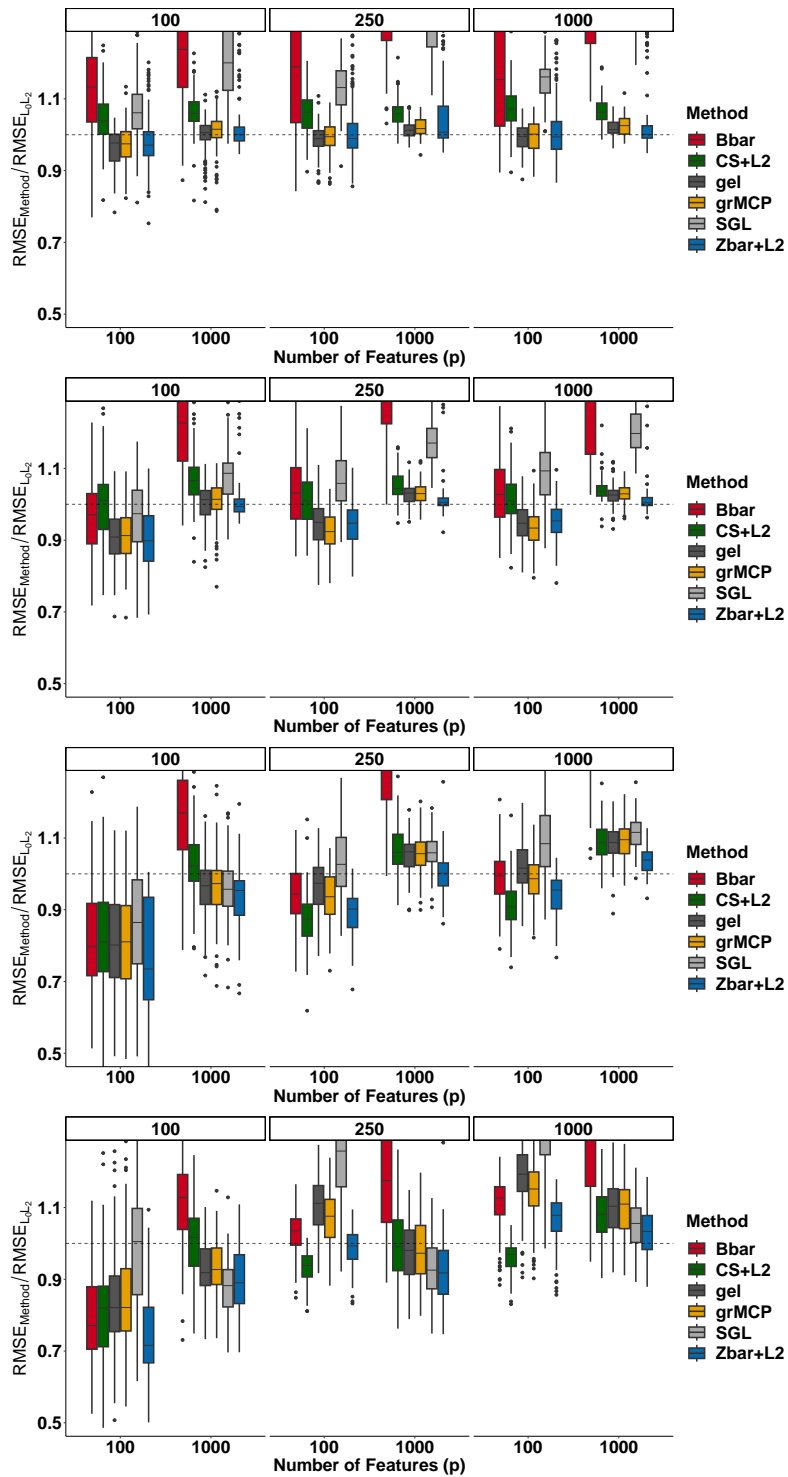 100 250 1000
RMSE_Method/RMSE_L₀L₂
1.1
0.9
0.7
0.5
100 1000 100 1000 100 1000
Number of Features (p)
Method
Bbar
CS+L2
gel
grMCP
SGL
Zbar+L2
100 250 1000
RMSE_Method/RMSE_L₀L₂
1.1
0.9
0.7
0.5
100 1000 100 1000 100 1000
Number of Features (p)
Method
Bbar
CS+L2
gel
grMCP
SGL
Zbar+L2
100 250 1000
RMSE_Method/RMSE_L₀L₂
1.1
0.9
0.7
0.5
100 1000 100 1000 100 1000
Number of Features (p)
Method
Bbar
CS+L2
gel
grMCP
SGL
Zbar+L2
100 250 1000
RMSE_Method/RMSE_L₀L₂
1.1
0.9
0.7
0.5
100 1000 100 1000 100 1000
Number of Features (p)
Method
Bbar
CS+L2
gel
grMCP
SGL
Zbar+L2